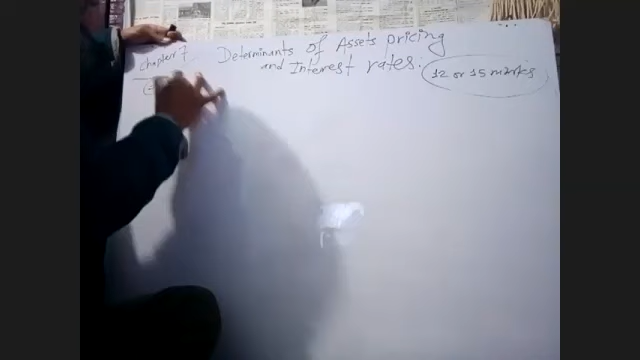 Chapter 7. Determinants of Assets pricing
and Interest rates.
12 or 15 marks